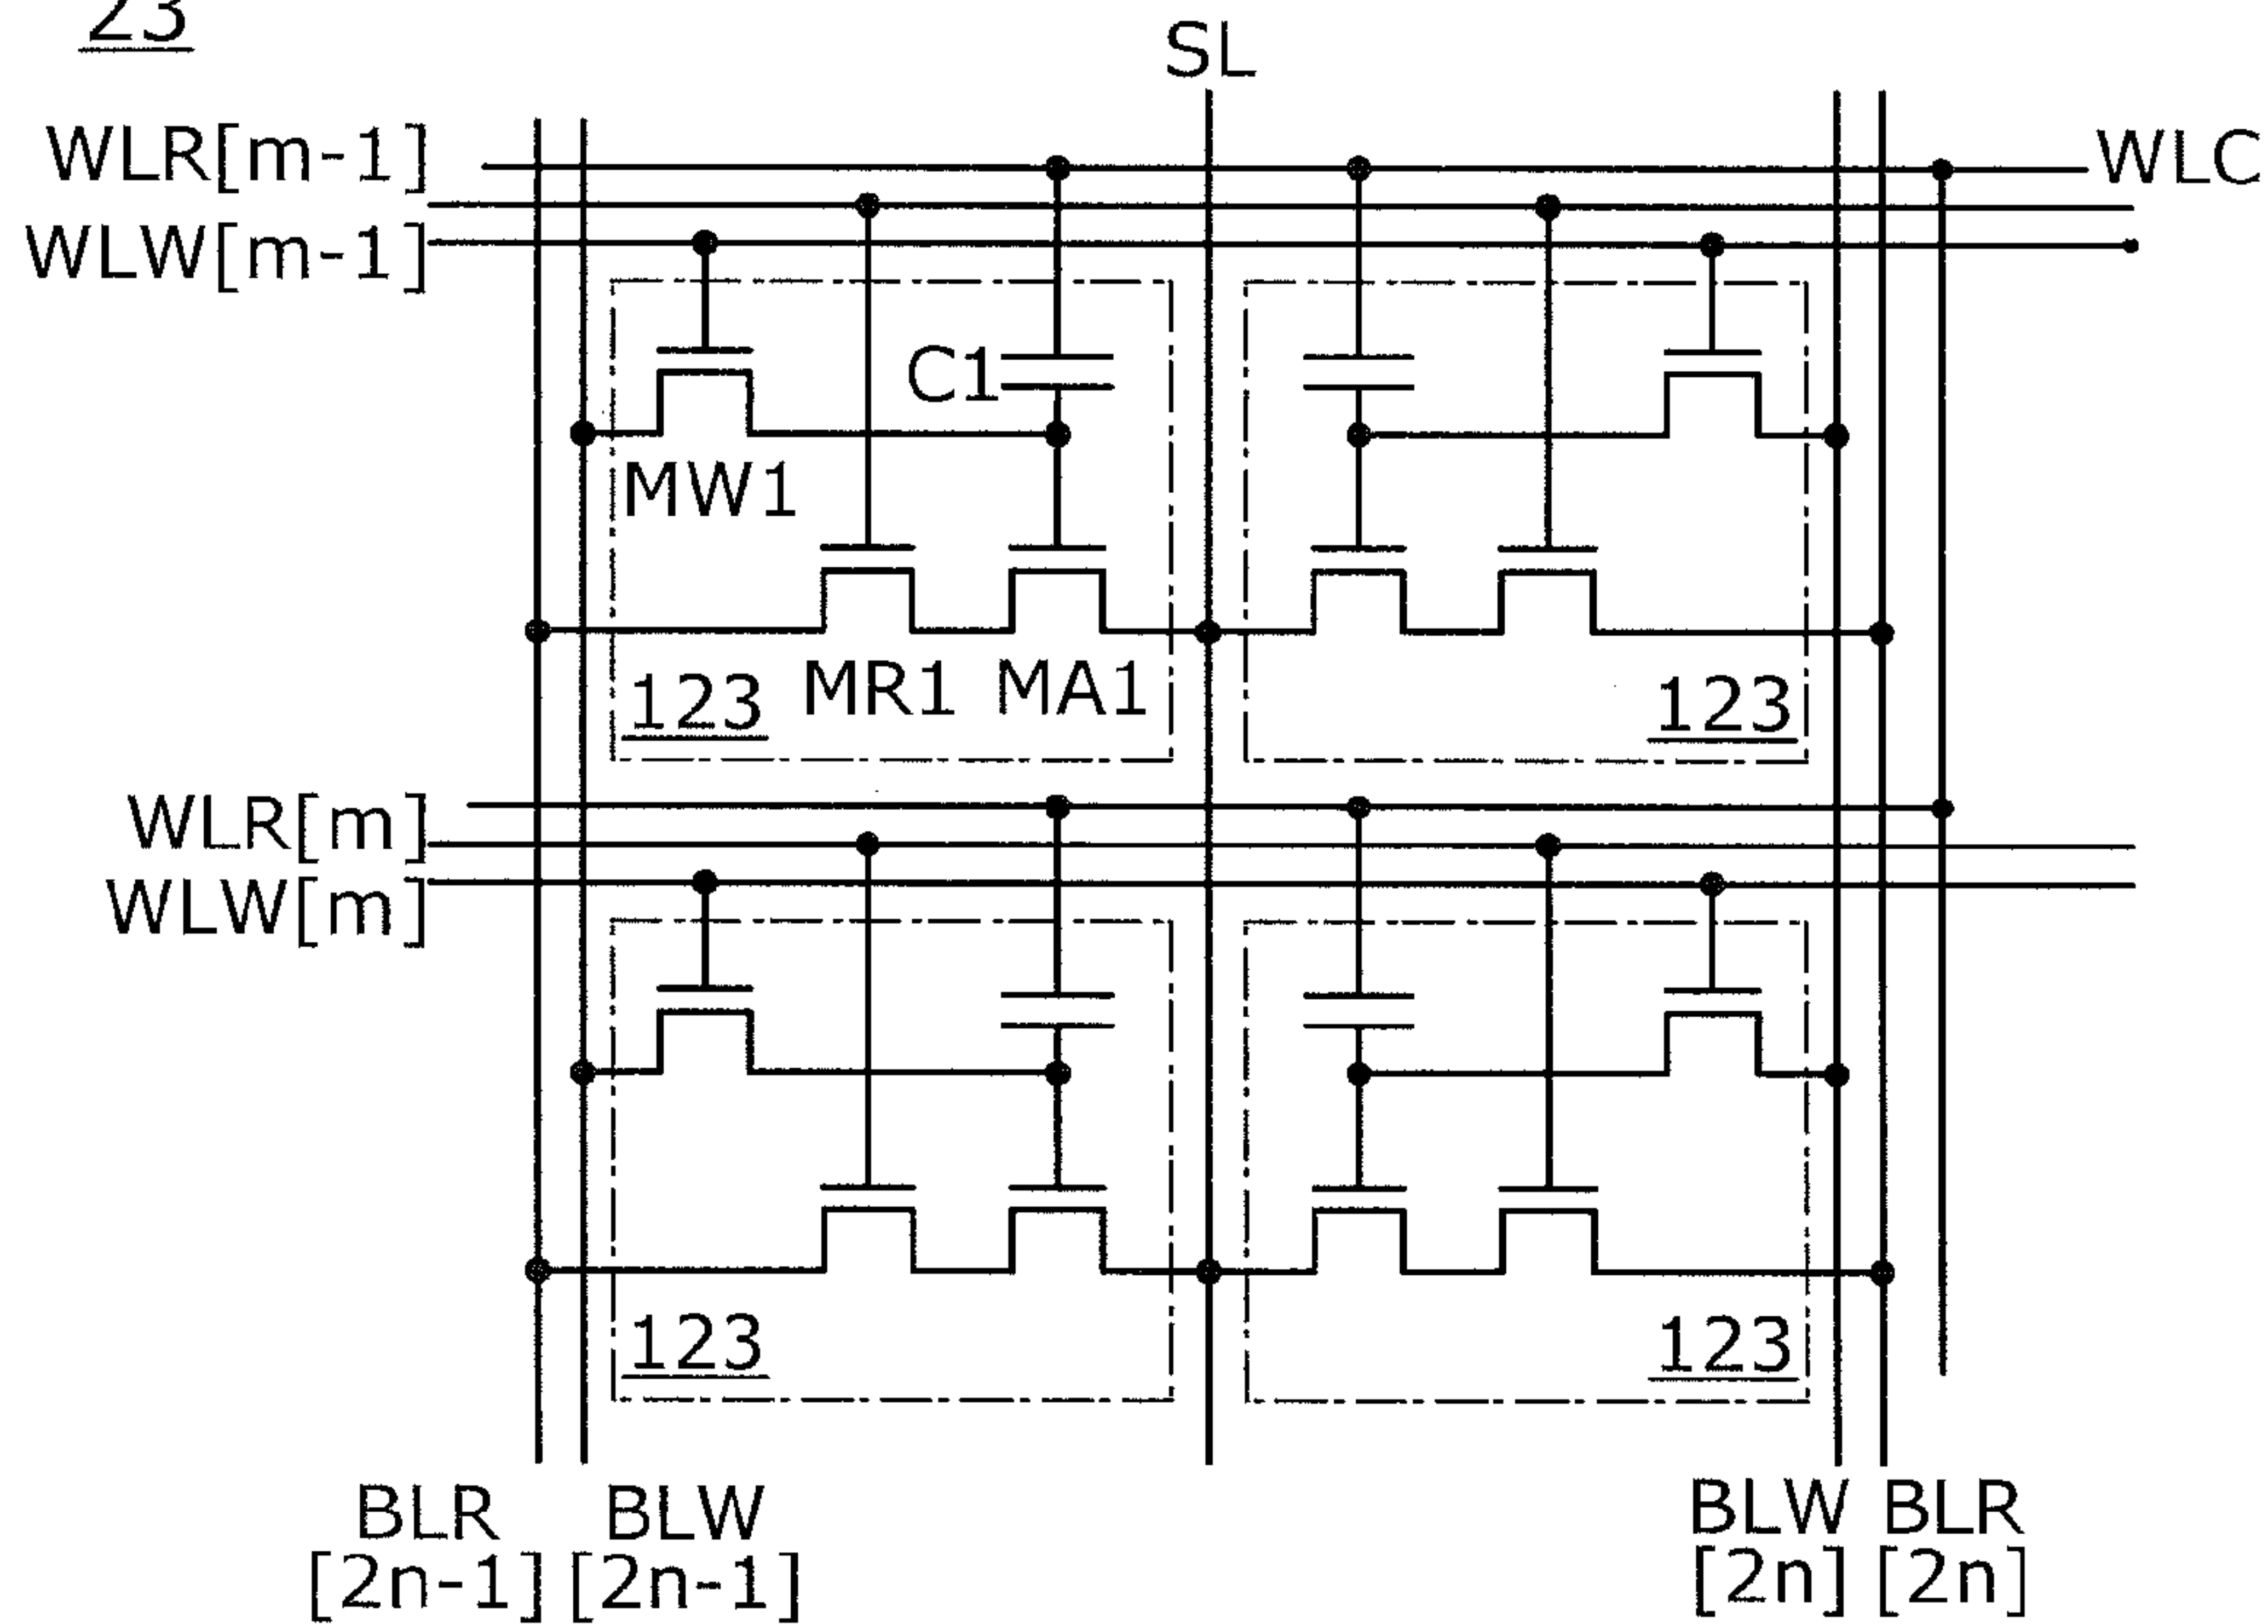 23
SL
WLR[m-1]
WLC
WLW[m-1]
C1
MW1
MR1 MA1
123
123
WLR[m]
WLW[m]
123
123
BLR
[2n-1]
BLW
[2n-1]
BLW
[2n]
BLR
[2n]